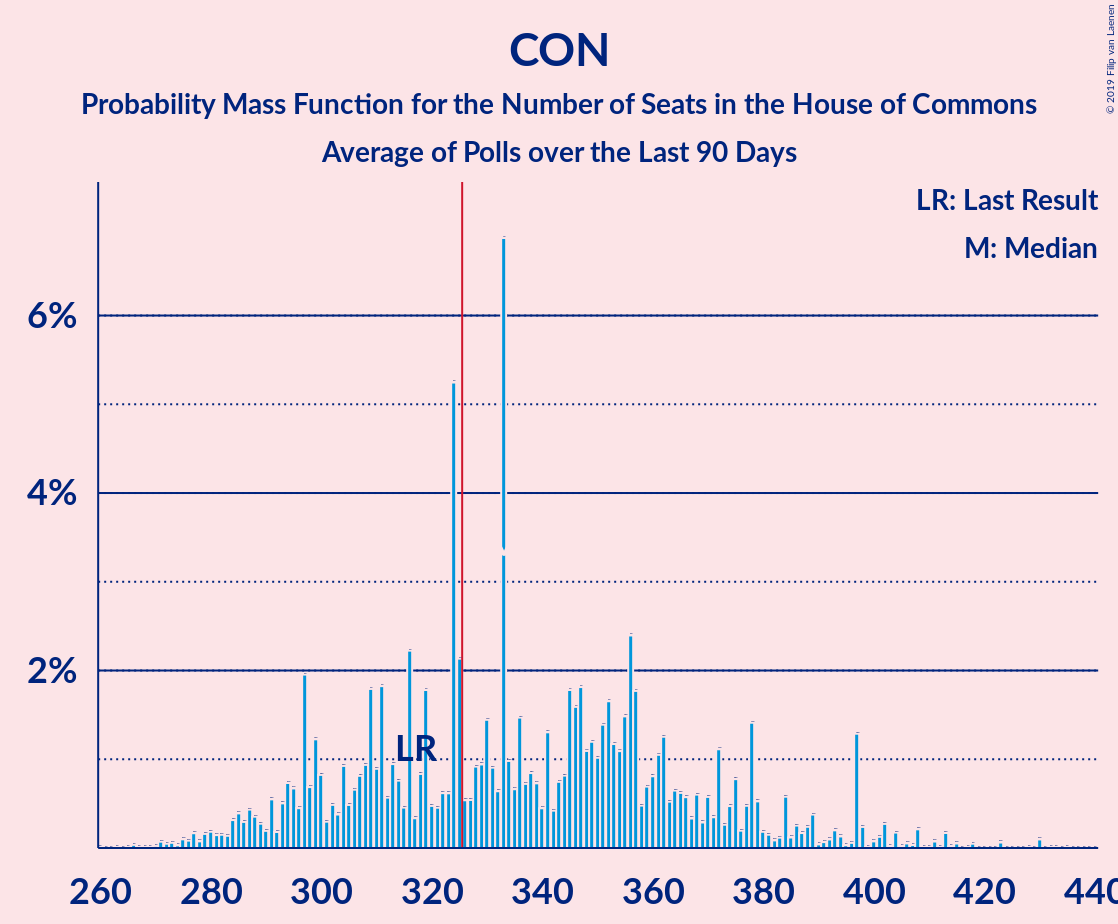 CON
Probability Mass Function for the Number of Seats in the House of Commons
Average of Polls over the Last 90 Days
© 2019 Filip van Laenen
LR: Last Result
M: Median
6%
4%
2%
LR
260 280 300 320 340 360 380 400 420 440